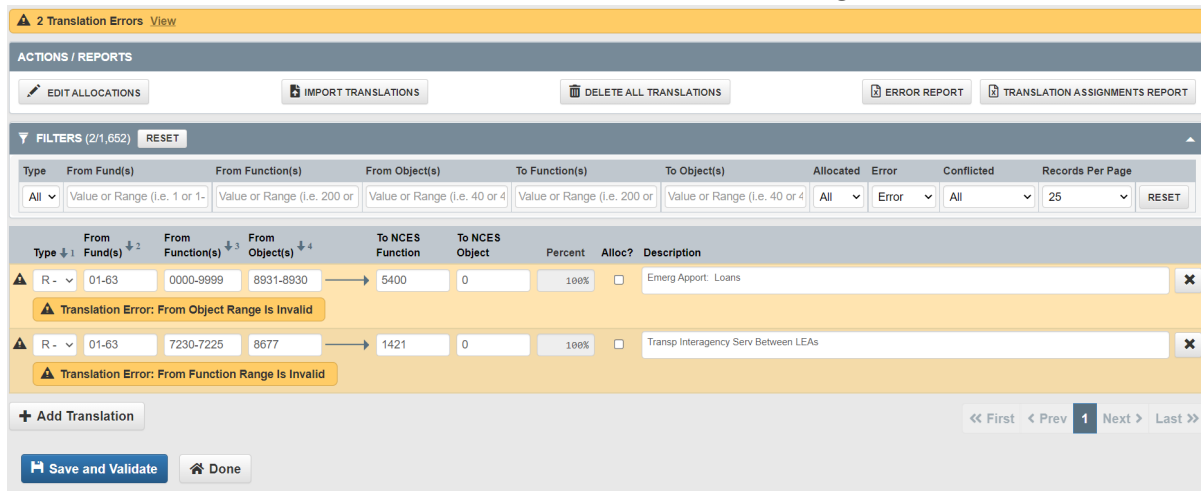 2 Translation Errors View
ACTIONS / REPORTS
EDIT ALLOCATIONS IMPORT TRANSLATIONS DELETE ALL TRANSLATIONS ERROR REPORT TRANSLATION ASSIGNMENTS REPORT
FILTERS (2/1,652) RESET
Type From Fund(s) From Function(s) From Object(s) To Function(s) To Object(s) Allocated Error Conflicted Records Per Page
All Value or Range (i.e. 1 or 1- Value or Range (i.e. 200 or Value or Range (i.e. 40 or 4 Value or Range (i.e. 200 or Value or Range (i.e. 40 or 4 All Error All 25 RESET
Type 1 From Fund(s) 2 From Function(s) 3 From Object(s) 4 To NCES Function To NCES Object Percent Alloc? Description
R - 01-63 0000-9999 8931-8930 5400 0 100% Emerg Apport: Loans
Translation Error: From Object Range Is Invalid
R - 01-63 7230-7225 8677 1421 0 100% Transp Interagency Serv Between LEAs
Translation Error: From Function Range Is Invalid
+ Add Translation « First < Prev 1 Next > Last »
Save and Validate Done